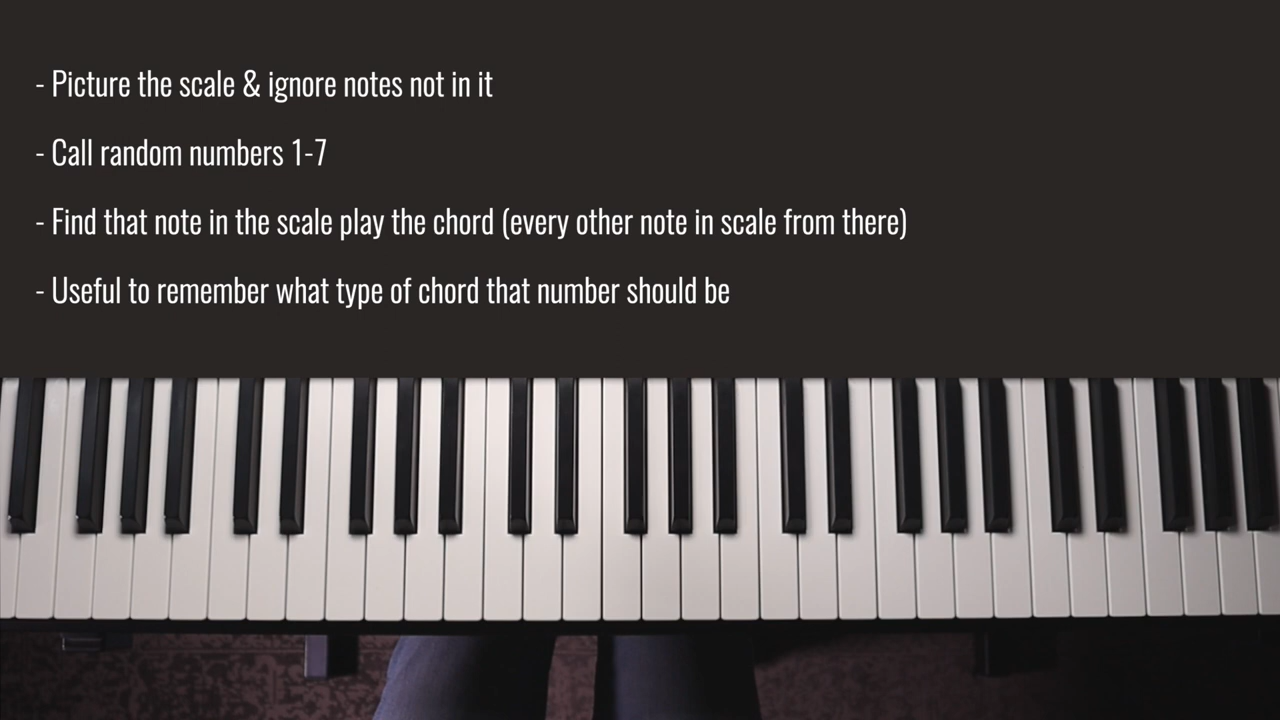 - Picture the scale & ignore notes not in it
- Call random numbers 1-7
- Find that note in the scale play the chord (every other note in scale from there)
- Useful to remember what type of chord that number should be